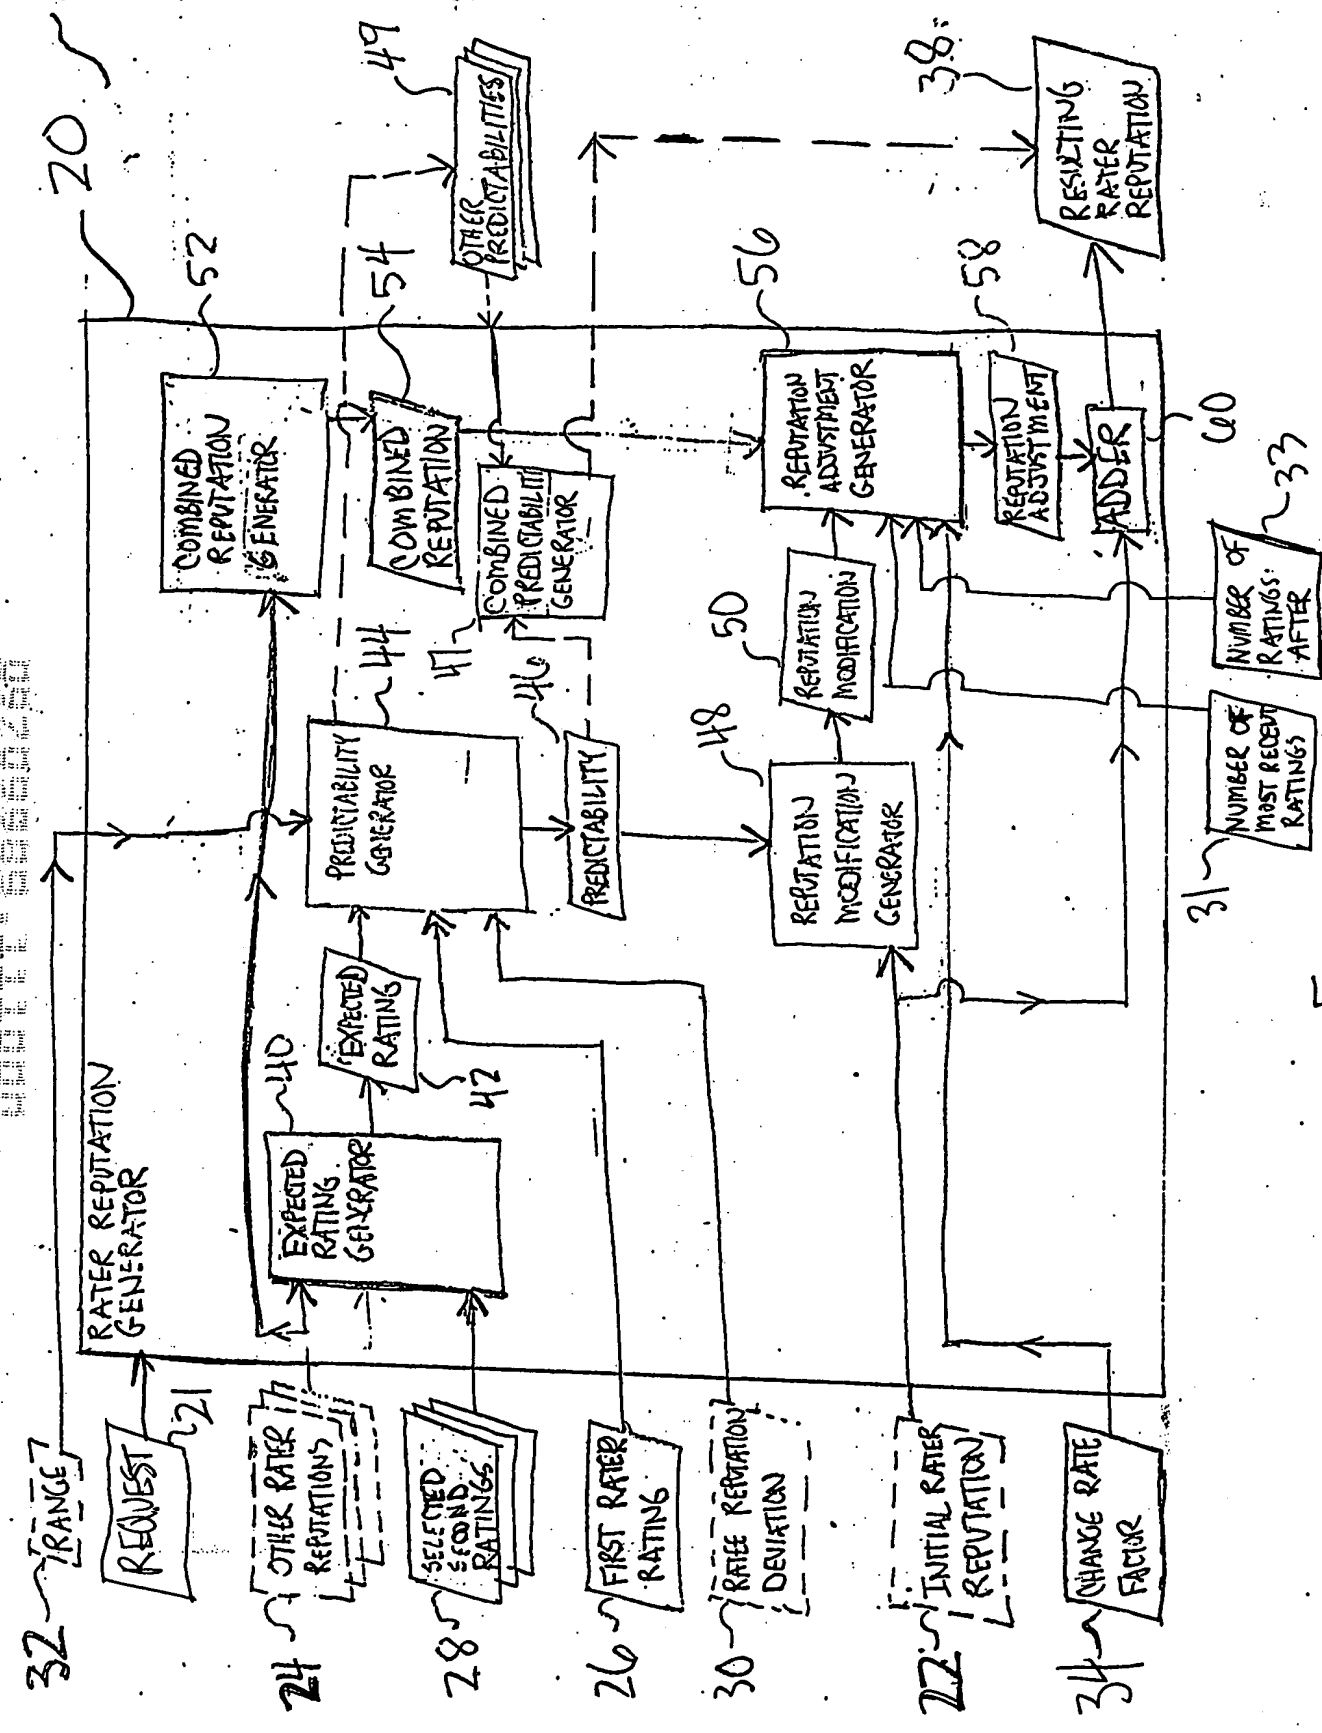 20
32
RANGE
REQUEST
21
RATER REPUTATION
GENERATOR
24
OTHER RATER
REPUTATIONS
28
SELECTED
SECOND
RATINGS
26
FIRST RATER
RATING
30
RATEE REPUTATION
DEVIATION
22
INITIAL RATER
REPUTATION
34
CHANGE RATE
FACTOR
40
EXPECTED
RATING
GENERATOR
EXPECTED
RATING
42
44
PREDICTABILITY
GENERATOR
46
PREDICTABILITY
COMBINED
REPUTATION
GENERATOR
52
COMBINED
REPUTATION
54
47
COMBINED
PREDICTABILITY
GENERATOR
OTHER
PREDICTABILITIES
49
48
REPUTATION
MODIFICATION
GENERATOR
50
REPUTATION
MODIFICATION
56
REPUTATION
ADJUSTMENT
GENERATOR
58
REPUTATION
ADJUSTMENT
ADDER
60
38
RESULTING
RATER
REPUTATION
31
NUMBER OF
MOST RECENT
RATINGS
33
NUMBER OF
RATINGS
AFTER